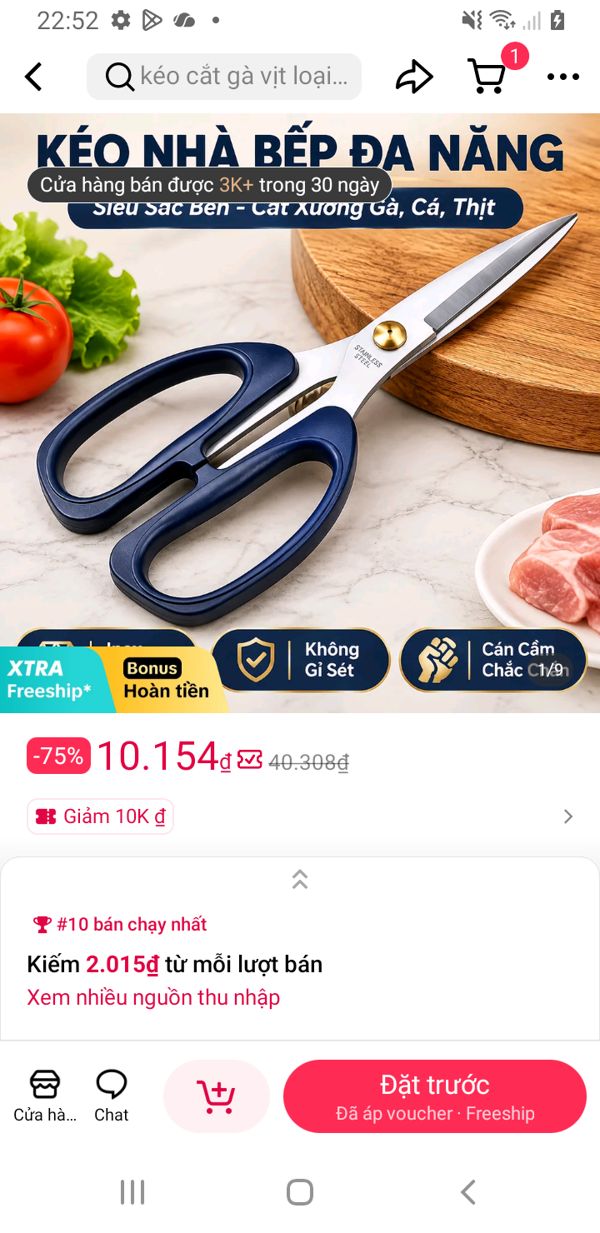 22:52
kéo cắt gà vịt loại...
1
KÉO NHÀ BẾP ĐA NĂNG
Cửa hàng bán được 3K+ trong 30 ngày
Siêu Sắc Bén - Cắt Xương Gà, Cá, Thịt
STAINLESS
STEEL
Không
Gỉ Sét
Cán Cầm
Chắc Chắn
1/9
XTRA
Freeship*
Bonus
Hoàn tiền
-75% 10.154₫ 40.308₫
Giảm 10K ₫
#10 bán chạy nhất
Kiếm 2.015₫ từ mỗi lượt bán
Xem nhiều nguồn thu nhập
Cửa hà...
Chat
Đặt trước
Đã áp voucher · Freeship